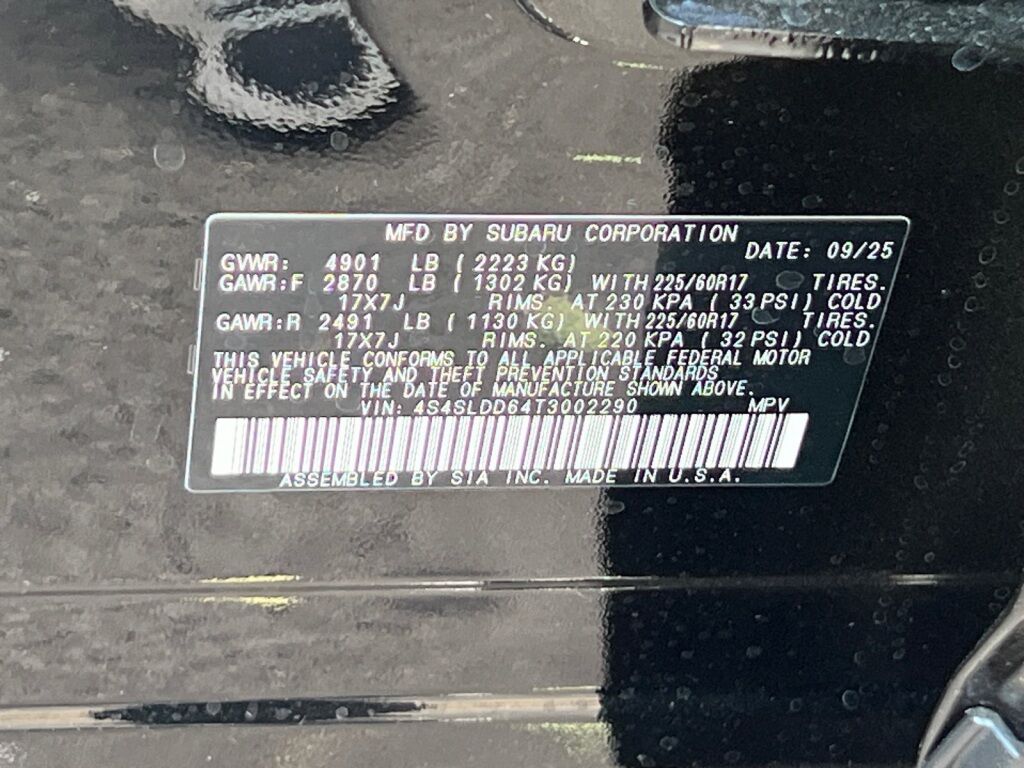 MFD BY SUBARU CORPORATION
DATE: 09/25
GVWR: 4901 LB ( 2223 KG)
GAWR:F 2870 LB ( 1302 KG) WITH 225/60R17 TIRES.
17X7J RIMS. AT 230 KPA ( 33 PSI) COLD
GAWR:R 2491 LB ( 1130 KG) WITH 225/60R17 TIRES.
17X7J RIMS. AT 220 KPA ( 32 PSI) COLD
THIS VEHICLE CONFORMS TO ALL APPLICABLE FEDERAL MOTOR
VEHICLE SAFETY AND THEFT PREVENTION STANDARDS
IN EFFECT ON THE DATE OF MANUFACTURE SHOWN ABOVE.
VIN: 4S4SLDD64T3002290 MPV
ASSEMBLED BY SIA INC. MADE IN U.S.A.